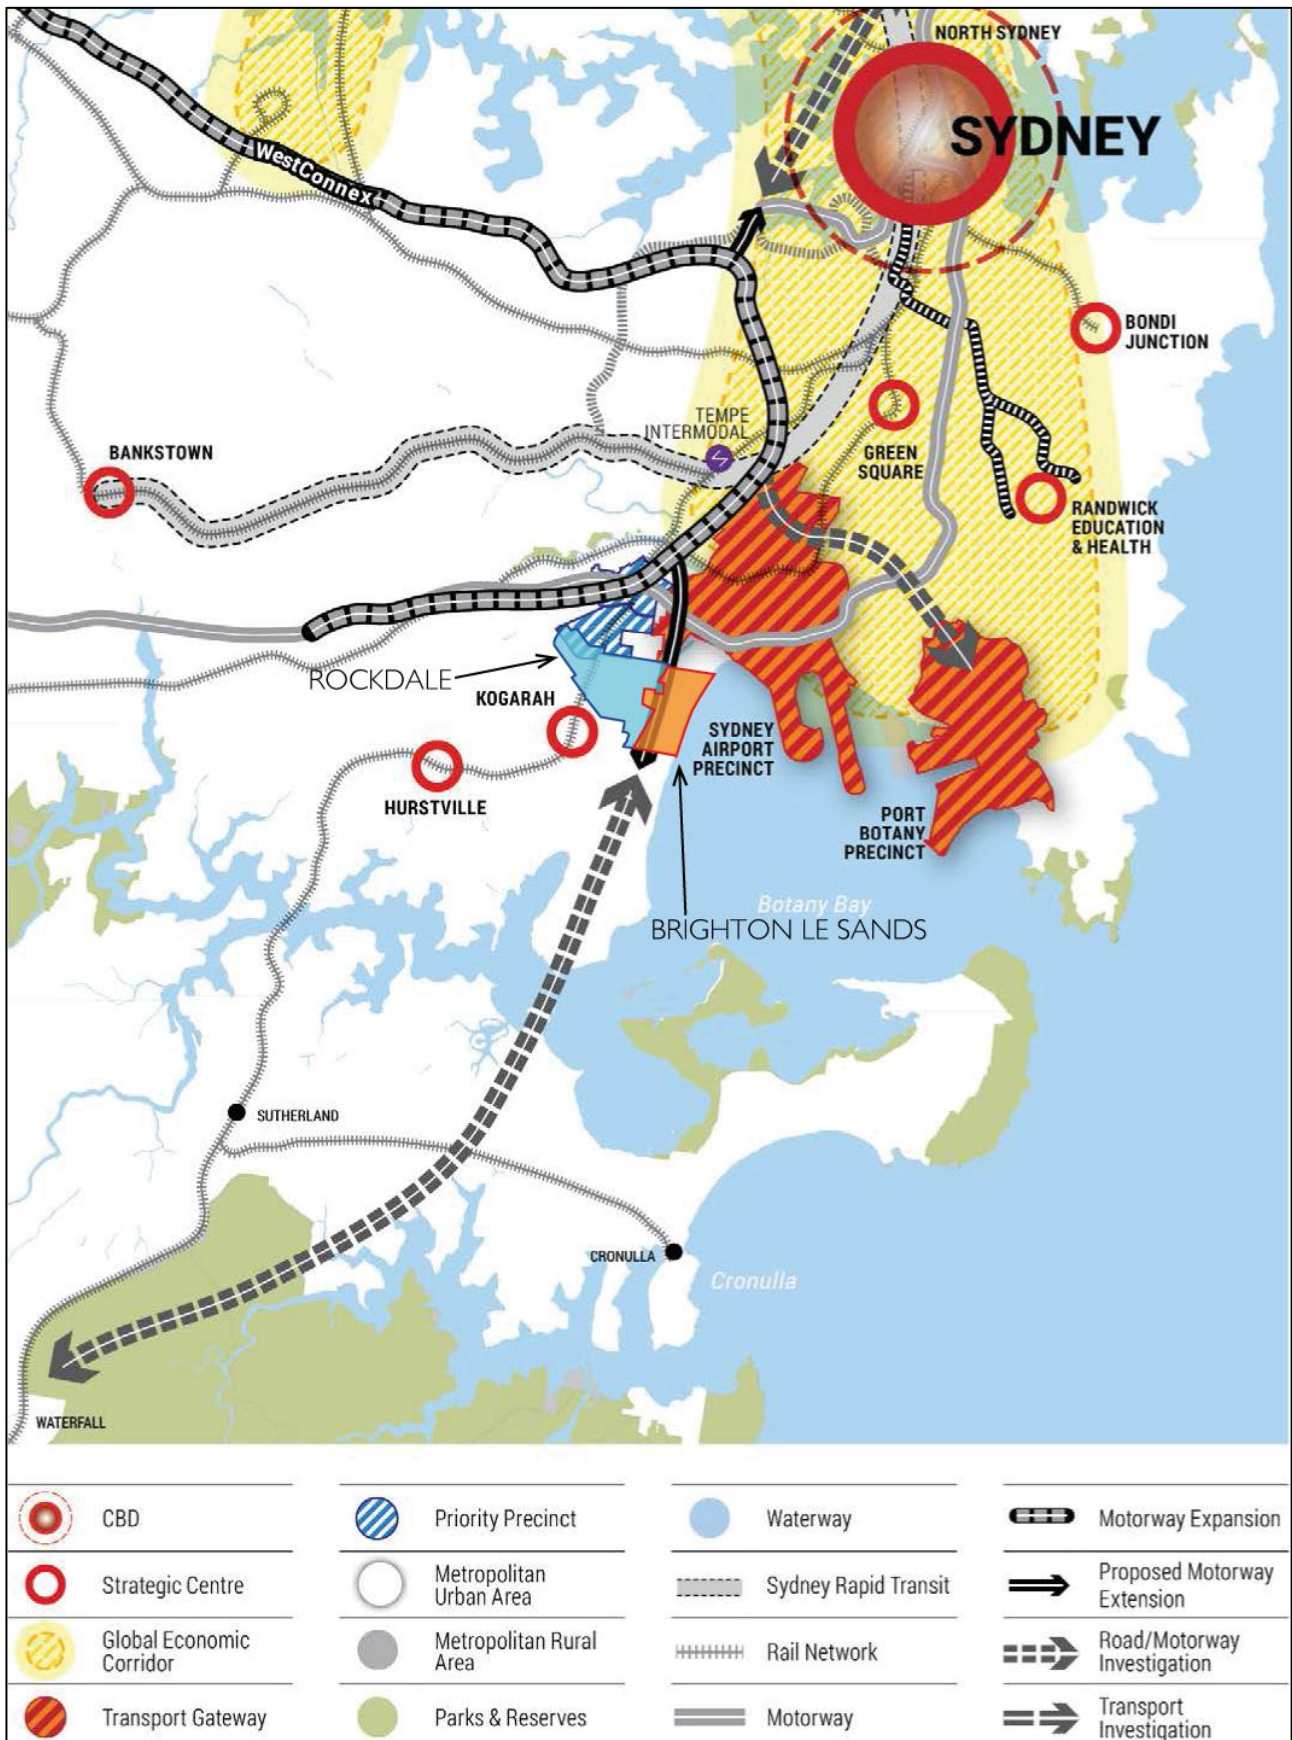 NORTH SYDNEY
SYDNEY
WestConnex
BONDI
JUNCTION
TEMPE
INTERMODAL
GREEN
SQUARE
BANKSTOWN
RANDWICK
EDUCATION
& HEALTH
ROCKDALE
KOGARAH
SYDNEY
AIRPORT
PRECINCT
HURSTVILLE
PORT
BOTANY
PRECINCT
Botany Bay
BRIGHTON LE SANDS
SUTHERLAND
CRONULLA
Cronulla
WATERFALL
CBD
Strategic Centre
Global Economic
Corridor
Transport Gateway
Priority Precinct
Metropolitan
Urban Area
Metropolitan Rural
Area
Parks & Reserves
Waterway
Sydney Rapid Transit
Rail Network
Motorway
Motorway Expansion
Proposed Motorway
Extension
Road/Motorway
Investigation
Transport
Investigation